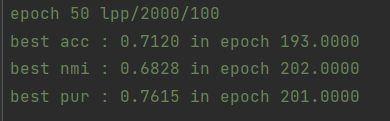 epoch 50 lpp/2000/100
best acc : 0.7120 in epoch 193.0000
best nmi : 0.6828 in epoch 202.0000
best pur : 0.7615 in epoch 201.0000